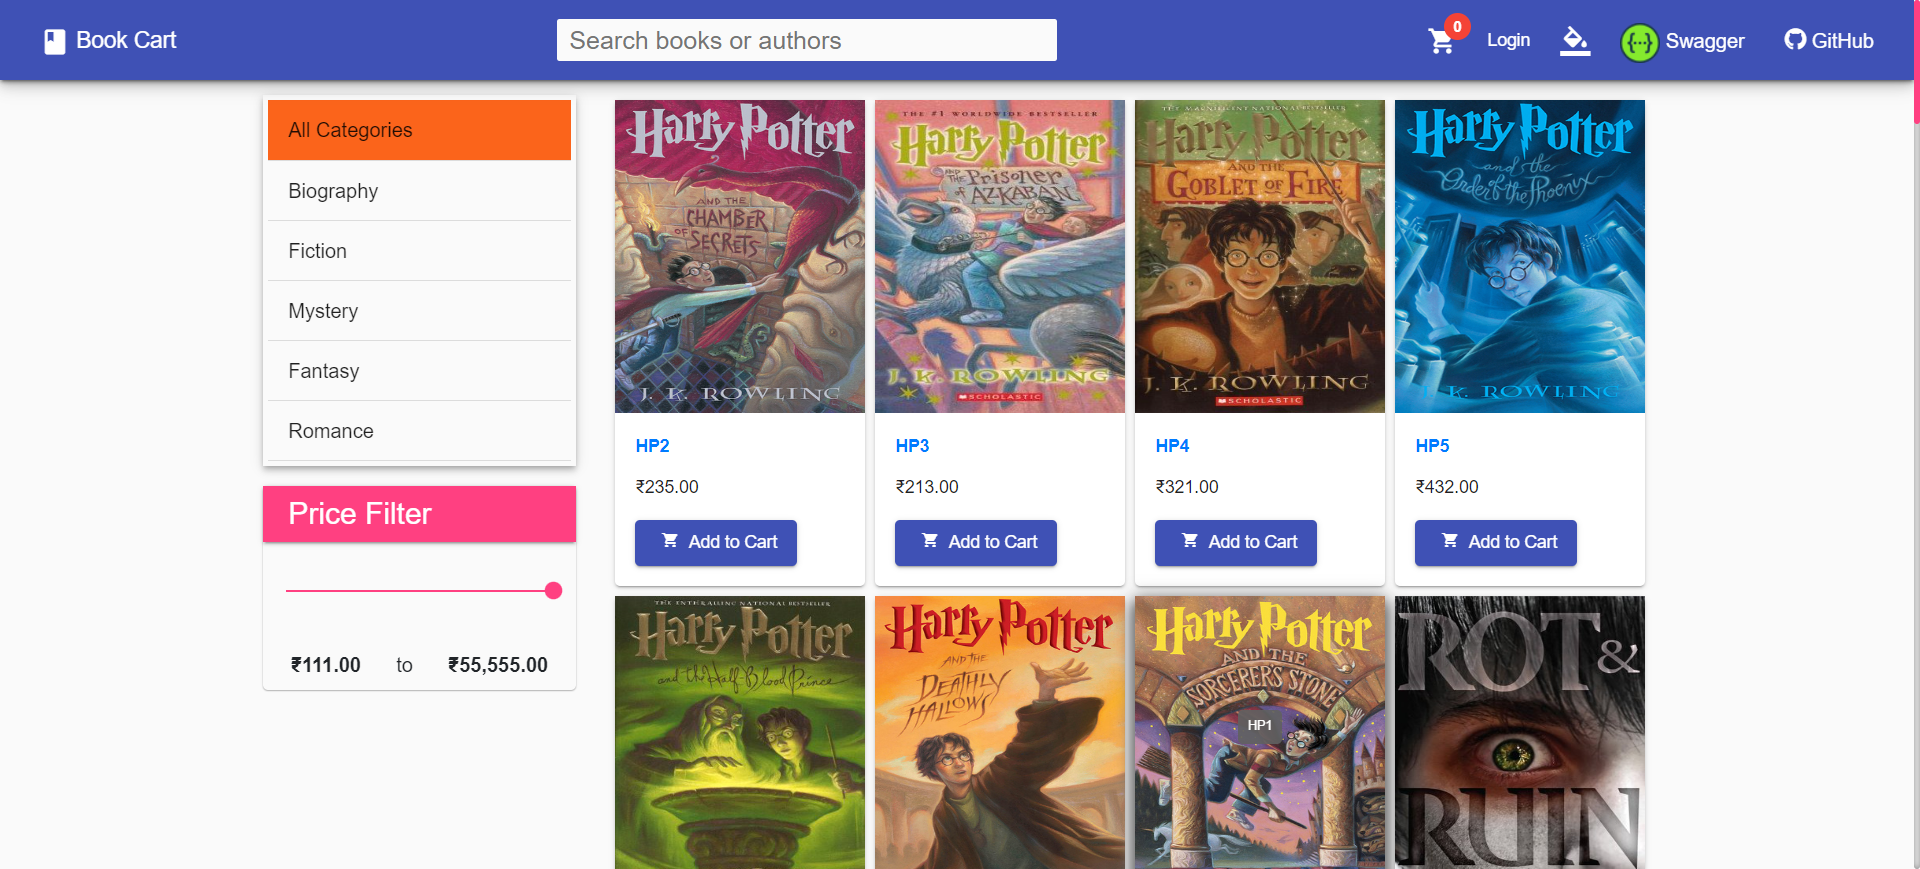 Book Cart
Search books or authors
0
Login
Swagger
GitHub
All Categories
Biography
Fiction
Mystery
Fantasy
Romance
Price Filter
₹111.00 to ₹55,555.00
Harry Potter
AND THE
CHAMBER
OF SECRETS
J. K. ROWLING
HP2
₹235.00
Add to Cart
THE #1 WORLDWIDE BESTSELLER
Harry Potter
AND THE Prisoner
of AZKABAN
J. K. ROWLING
SCHOLASTIC
HP3
₹213.00
Add to Cart
THE MAGNIFICENT NATIONAL BESTSELLER
Harry Potter
AND THE
GOBLET OF FIRE
J. K. ROWLING
SCHOLASTIC
HP4
₹321.00
Add to Cart
Harry Potter
and the
Order of the Phoenix
J. K. ROWLING
HP5
₹432.00
Add to Cart
THE ENTHRALLING NATIONAL BESTSELLER
Harry Potter
and the Half-Blood Prince
Harry Potter
AND THE
DEATHLY
HALLOWS
Harry Potter
AND THE
SORCERER'S STONE
HP1
ROT &
RUIN